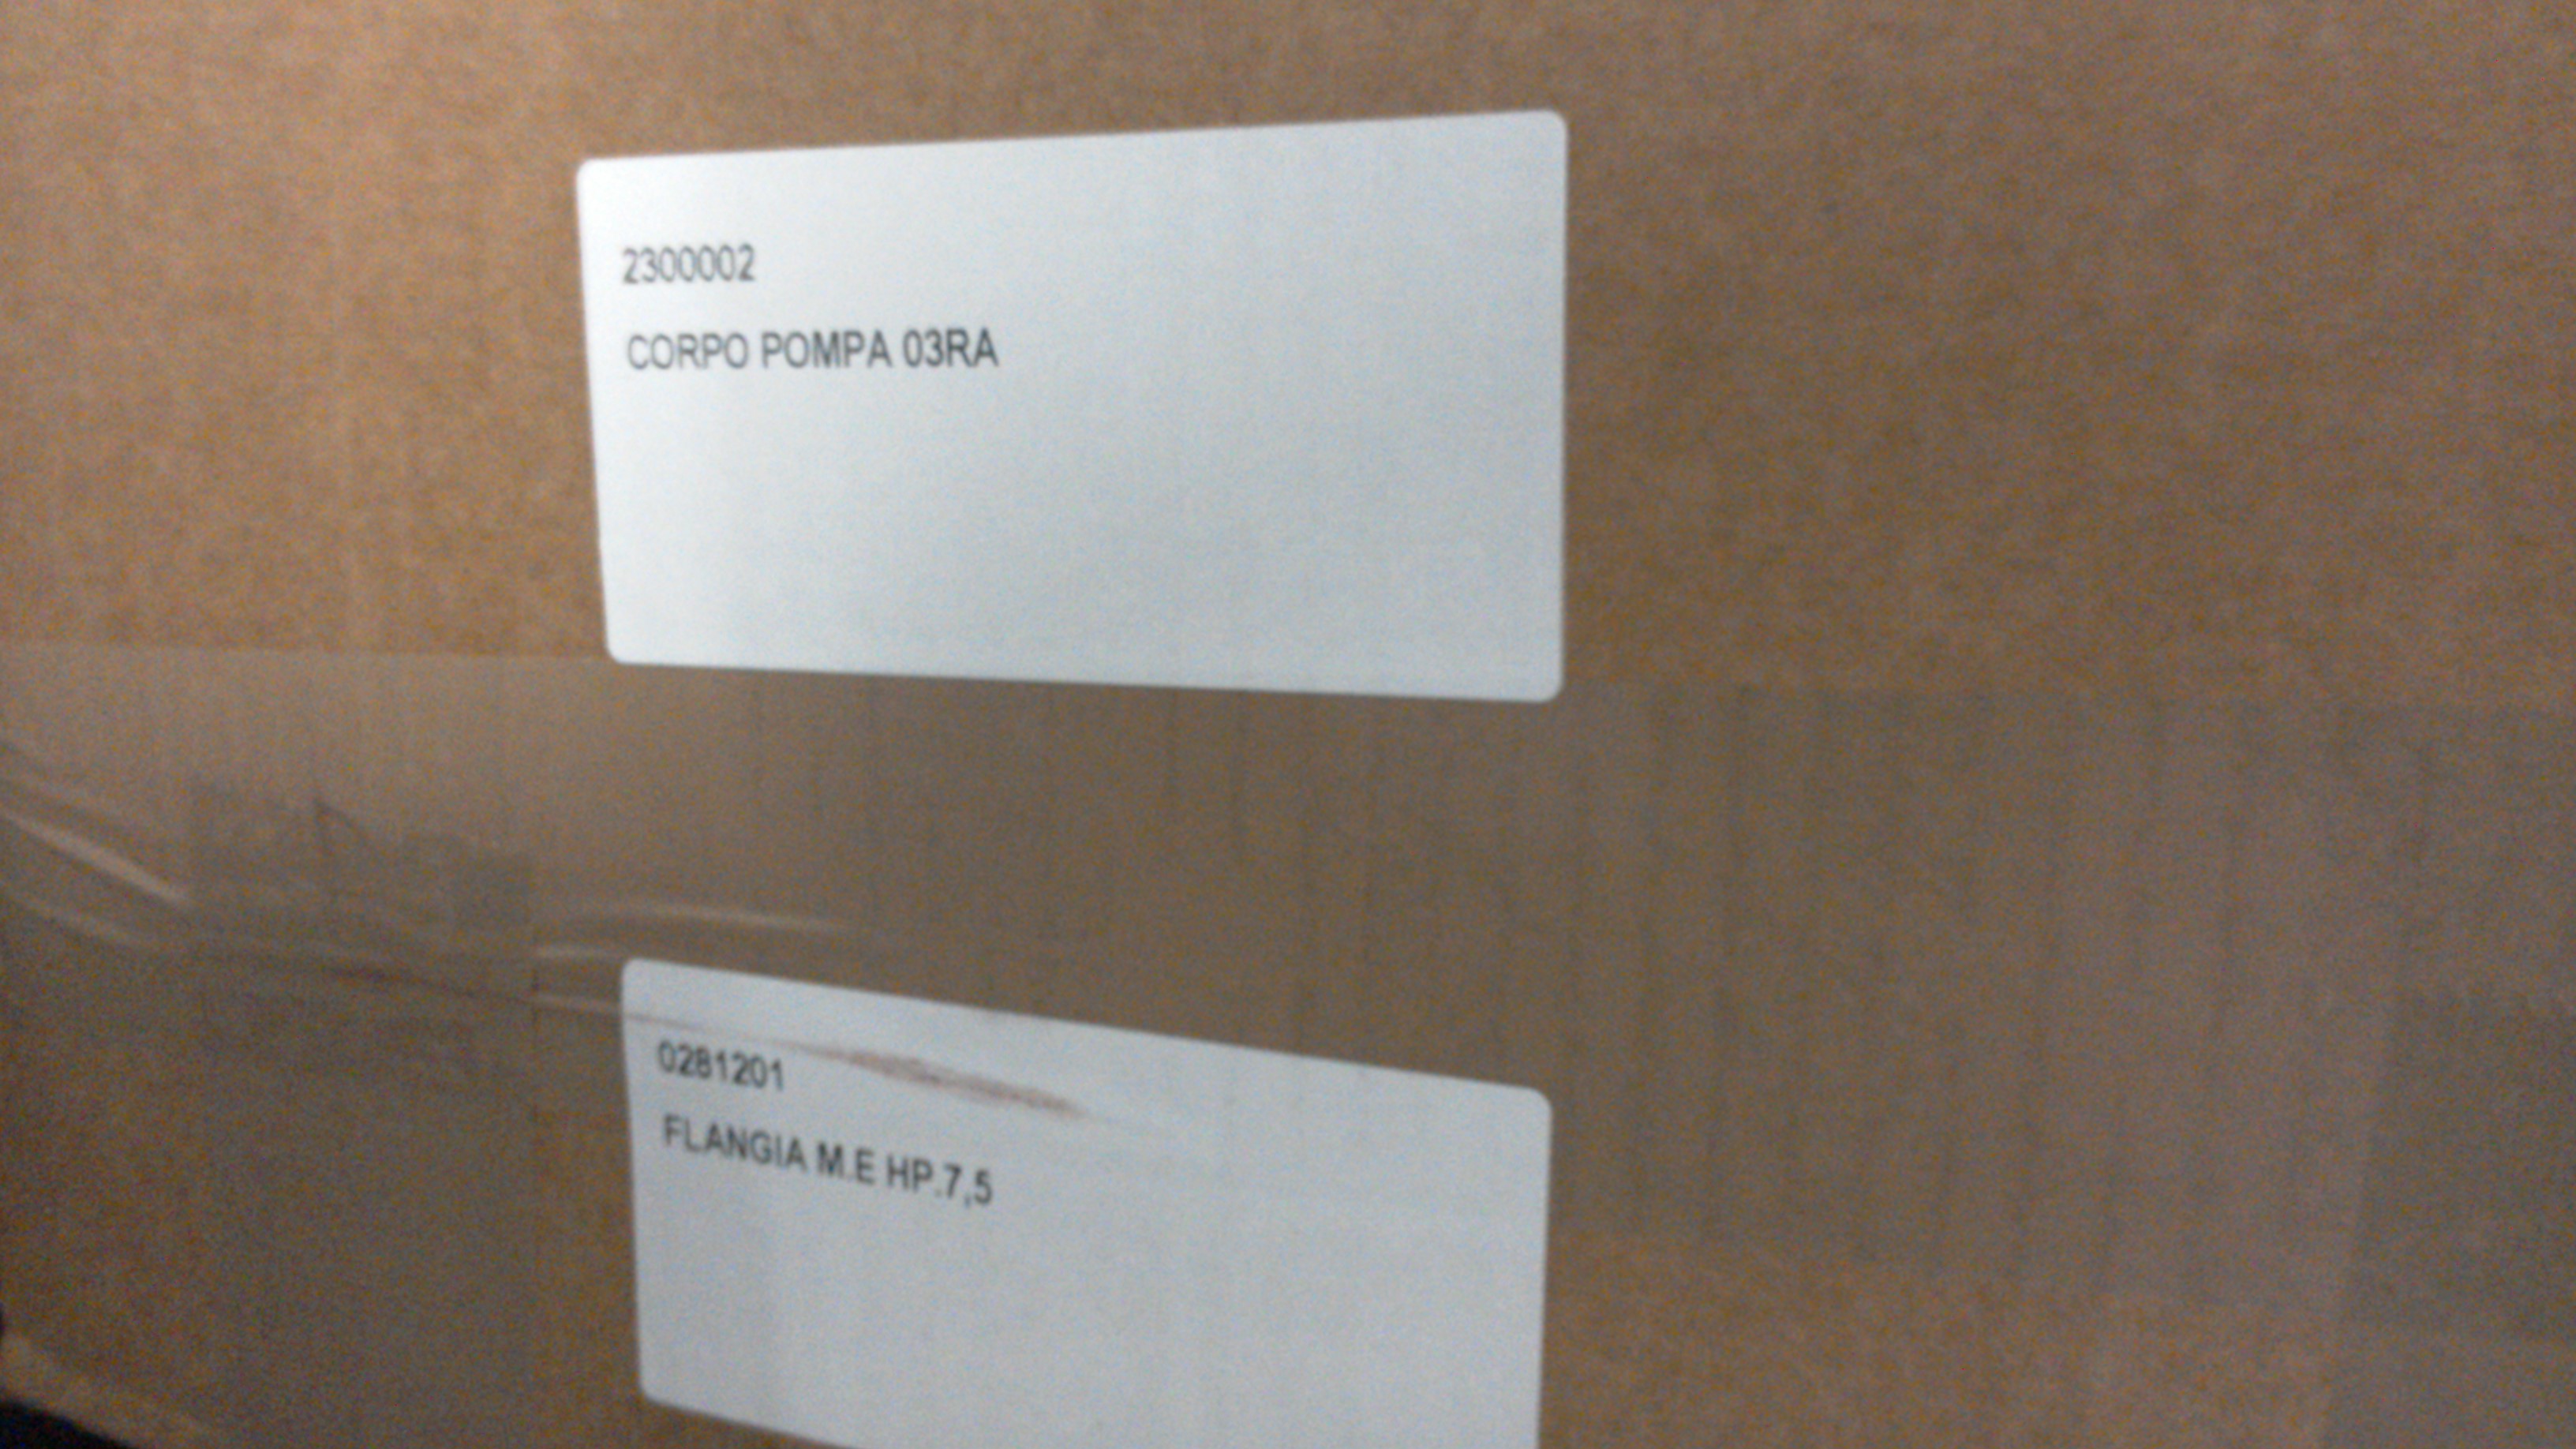 2300002
CORPO POMPA 03RA
0281201
FLANGIA M.E HP.7,5